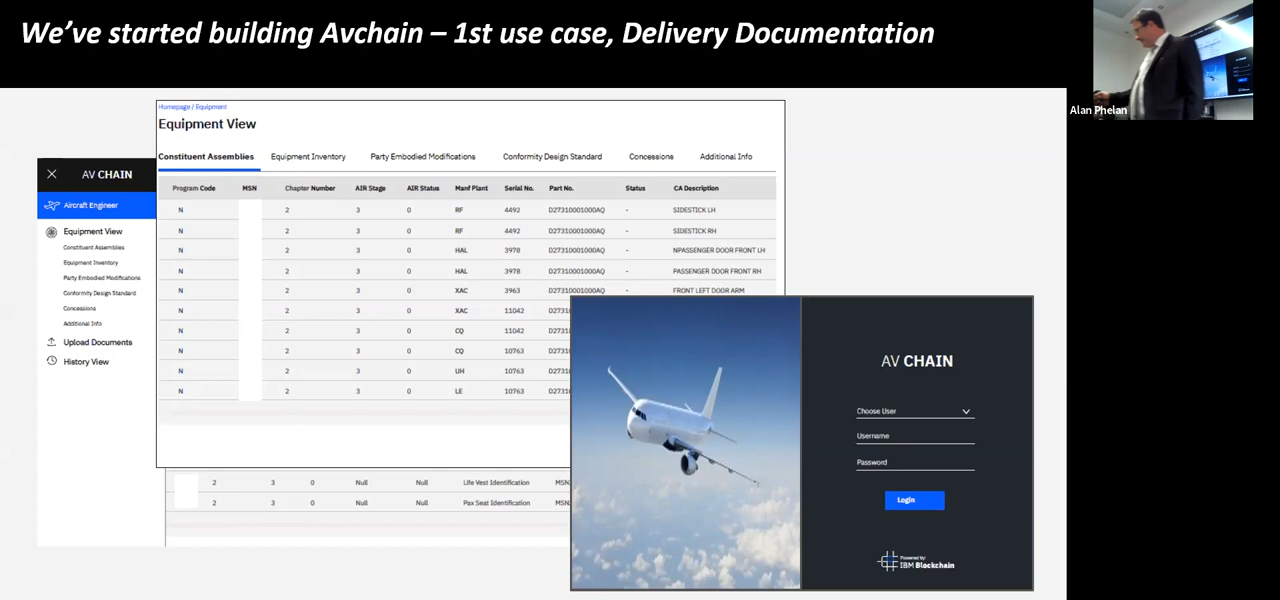 We've started building Avchain – 1st use case, Delivery Documentation
Alan Phelan
Homepage / Equipment
Equipment View
Constituent Assemblies Equipment Inventory Party Embodied Modifications Conformity Design Standard Concessions Additional Info
Program Code MSN Chapter Number AIR Stage AIR Status Manf Plant Serial No. Part No. Status CA Description
N 2 3 0 RF 4492 D27310001000AQ - SIDESTICK LH
N 2 3 0 RF 4492 D27310001000AQ - SIDESTICK RH
N 2 3 0 HAL 3978 D27310001000AQ - NPASSENGER DOOR FRONT LH
N 2 3 0 HAL 3978 D27310001000AQ - PASSENGER DOOR FRONT RH
N 2 3 0 XAC 3963 D27310001000AQ - FRONT LEFT DOOR ARM
N 2 3 0 XAC 11042 D2731
N 2 3 0 CQ 11042 D2731
N 2 3 0 CQ 10763 D2731
N 2 3 0 UH 10763 D2731
N 2 3 0 LE 10763 D2731
2 3 0 Null Null Life Vest Identification MSN
2 3 0 Null Null Pax Seat Identification MSN
AV CHAIN
Aircraft Engineer
Equipment View
Constituent Assemblies
Equipment Inventory
Party Embodied Modifications
Conformity Design Standard
Concessions
Additional Info
Upload Documents
History View
AV CHAIN
Choose User
Username
Password
Login
Powered by:
IBM Blockchain